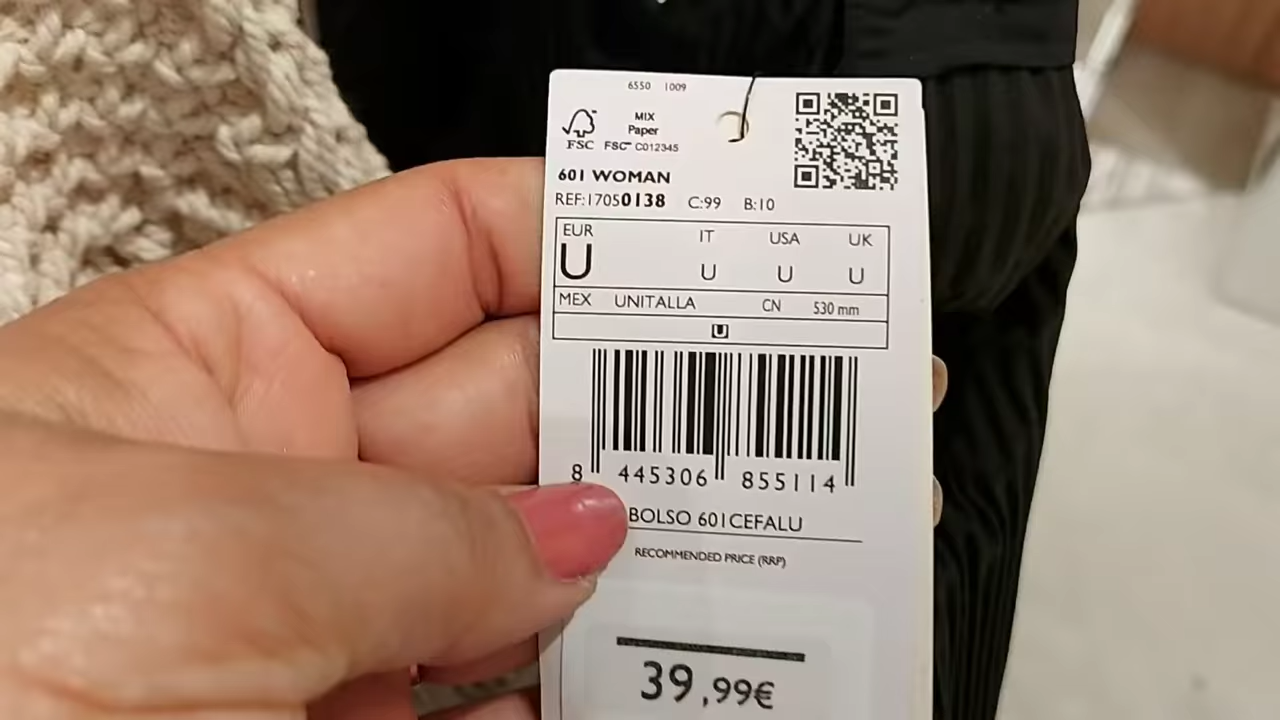 6550 1009
MIX
Paper
FSC FSC™ C012345
601 WOMAN
REF:17050138 C:99 B:10
EUR IT USA UK
U U U U
MEX UNITALLA CN 530 mm
U
8 445306 855114
BOLSO 601CEFALU
RECOMMENDED PRICE (RRP)
39,99€